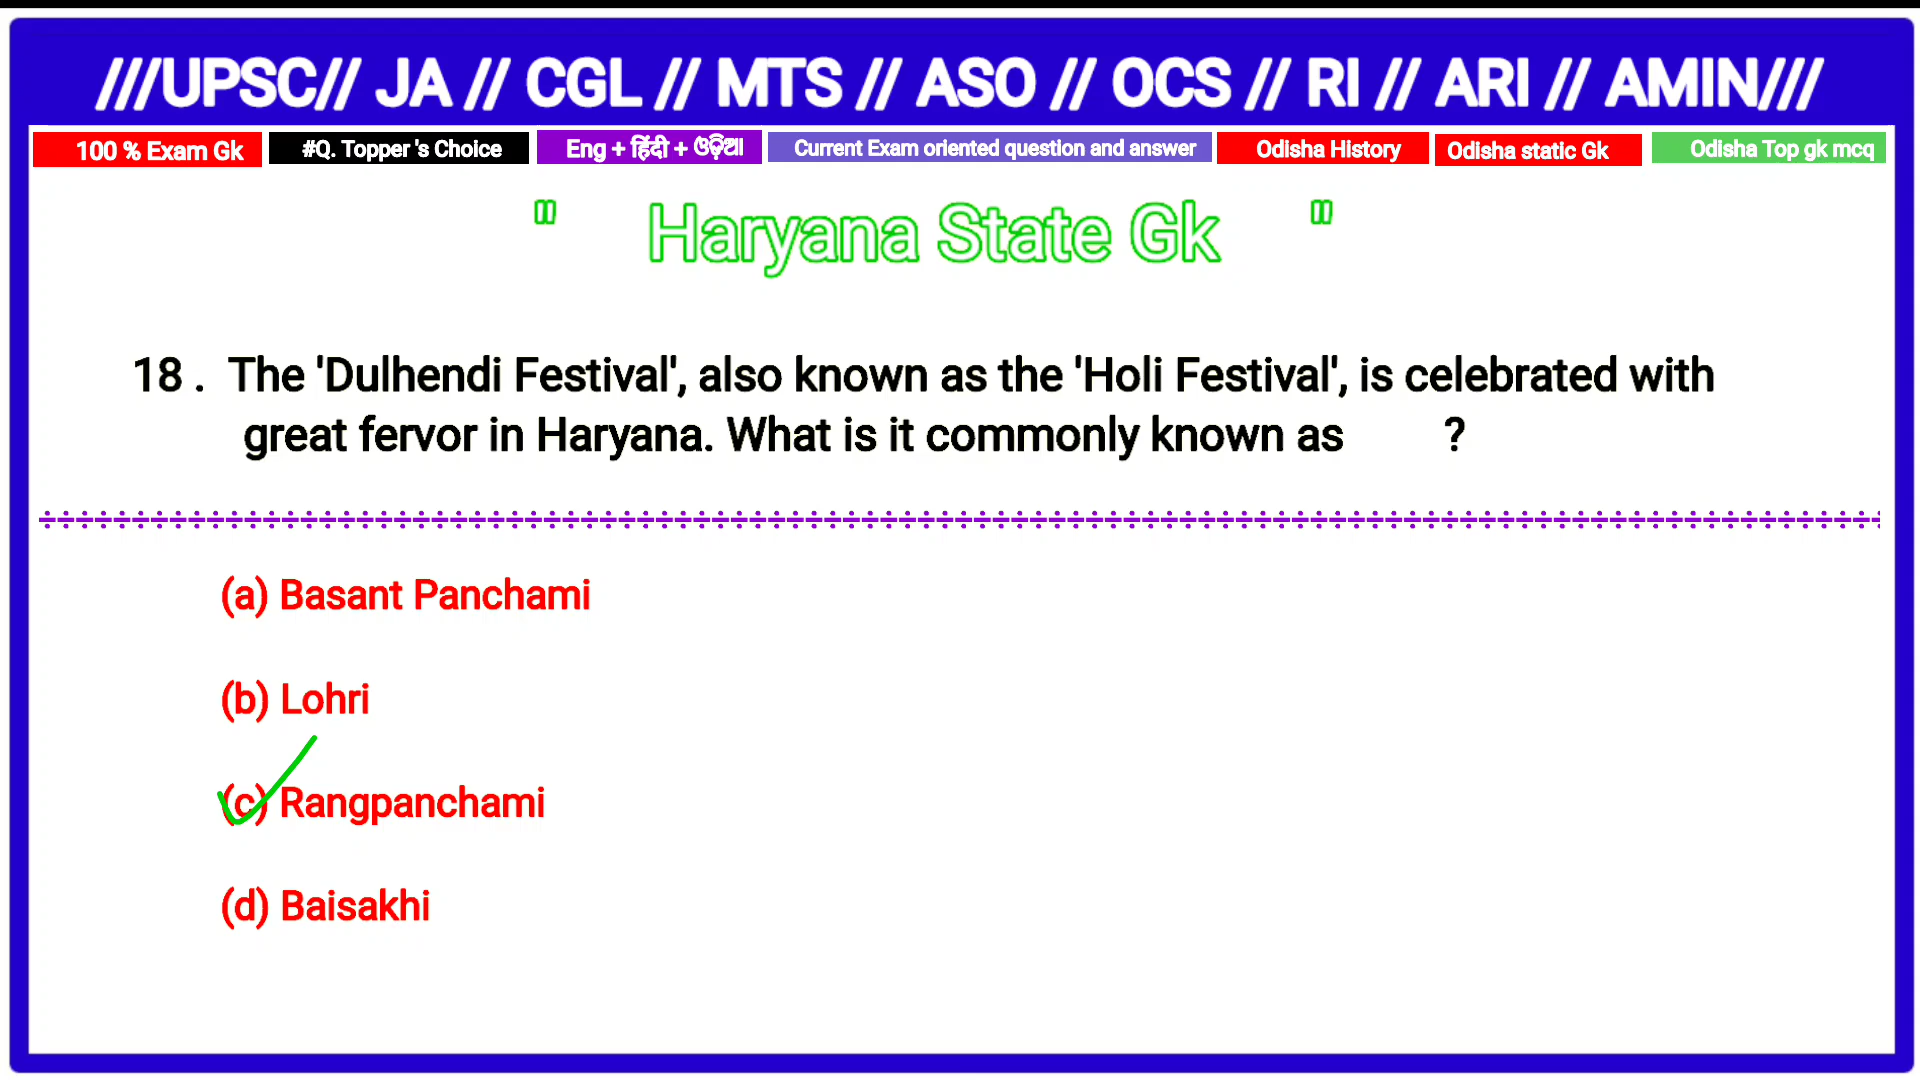 ///UPSC// JA // CGL // MTS // ASO // OCS // RI // ARI // AMIN///
100 % Exam Gk #Q. Topper 's Choice Eng + हिंदी + ଓଡ଼ିଆ Current Exam oriented question and answer Odisha History Odisha static Gk Odisha Top gk mcq
" Haryana State Gk "
18 . The 'Dulhendi Festival', also known as the 'Holi Festival', is celebrated with
great fervor in Haryana. What is it commonly known as ?
(a) Basant Panchami
(b) Lohri
(c) Rangpanchami
(d) Baisakhi